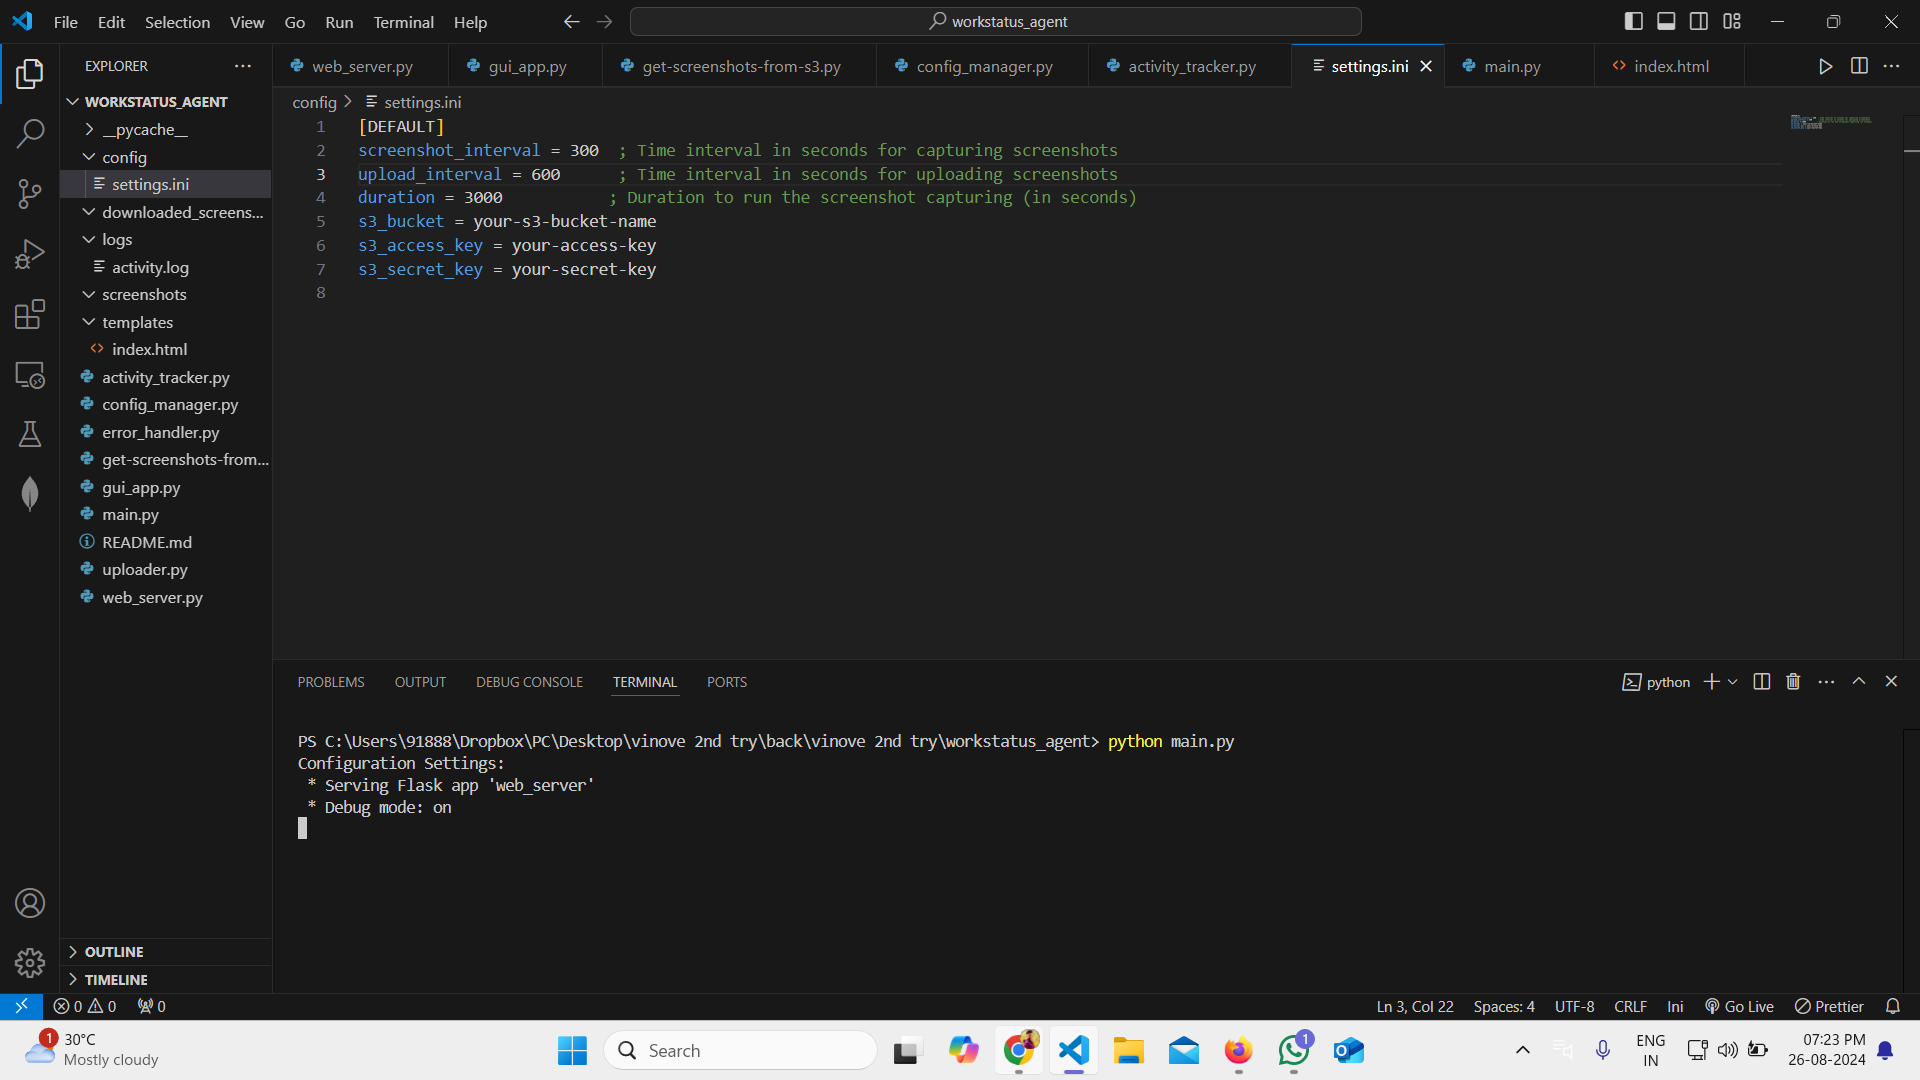 File Edit Selection View Go Run Terminal Help
workstatus_agent
EXPLORER
WORKSTATUS_AGENT
__pycache__
config
settings.ini
downloaded_screens...
logs
activity.log
screenshots
templates
index.html
activity_tracker.py
config_manager.py
error_handler.py
get-screenshots-from...
gui_app.py
main.py
README.md
uploader.py
web_server.py
OUTLINE
TIMELINE
web_server.py gui_app.py get-screenshots-from-s3.py config_manager.py activity_tracker.py settings.ini main.py index.html
config > settings.ini
1 [DEFAULT]
2 screenshot_interval = 300 ; Time interval in seconds for capturing screenshots
3 upload_interval = 600 ; Time interval in seconds for uploading screenshots
4 duration = 3000 ; Duration to run the screenshot capturing (in seconds)
5 s3_bucket = your-s3-bucket-name
6 s3_access_key = your-access-key
7 s3_secret_key = your-secret-key
8
PROBLEMS OUTPUT DEBUG CONSOLE TERMINAL PORTS
python
PS C:\Users\91888\Dropbox\PC\Desktop\vinove 2nd try\back\vinove 2nd try\workstatus_agent> python main.py
Configuration Settings:
* Serving Flask app 'web_server'
* Debug mode: on
0 0 0
Ln 3, Col 22 Spaces: 4 UTF-8 CRLF Ini Go Live Prettier
1
30°C
Mostly cloudy
Search
1
ENG
IN
07:23 PM
26-08-2024